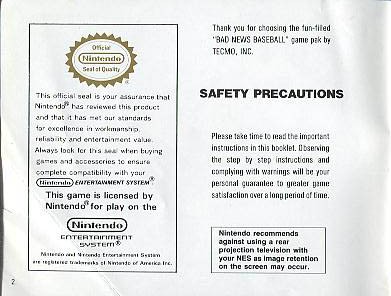 Official
Nintendo
Seal of Quality
®
This official seal is your assurance that
Nintendo® has reviewed this product
and that it has met our standards
for excellence in workmanship,
reliability and entertainment value.
Always look for this seal when buying
games and accessories to ensure
complete compatibility with your
Nintendo ENTERTAINMENT SYSTEM®.
This game is licensed by
Nintendo® for play on the
Nintendo
ENTERTAINMENT
SYSTEM®
Nintendo and Nintendo Entertainment System
are registered trademarks of Nintendo of America Inc.
2
Thank you for choosing the fun-filled
"BAD NEWS BASEBALL" game pak by
TECMO, INC.
SAFETY PRECAUTIONS
Please take time to read the important
instructions in this booklet. Observing
the step by step instructions and
complying with warnings will be your
personal guarantee to greater game
satisfaction over a long period of time.
Nintendo recommends
against using a rear
projection television with
your NES as image retention
on the screen may occur.